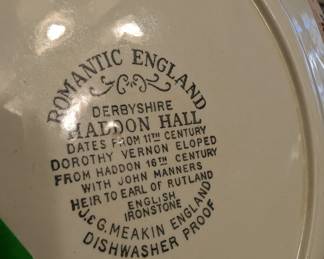 ROMANTIC ENGLAND
DERBYSHIRE
HADDON HALL
DATES FROM 11TH CENTURY
DOROTHY VERNON ELOPED
FROM HADDON 16TH CENTURY
WITH JOHN MANNERS
HEIR TO EARL OF RUTLAND
ENGLISH
IRONSTONE
J.& G. MEAKIN ENGLAND
DISHWASHER PROOF